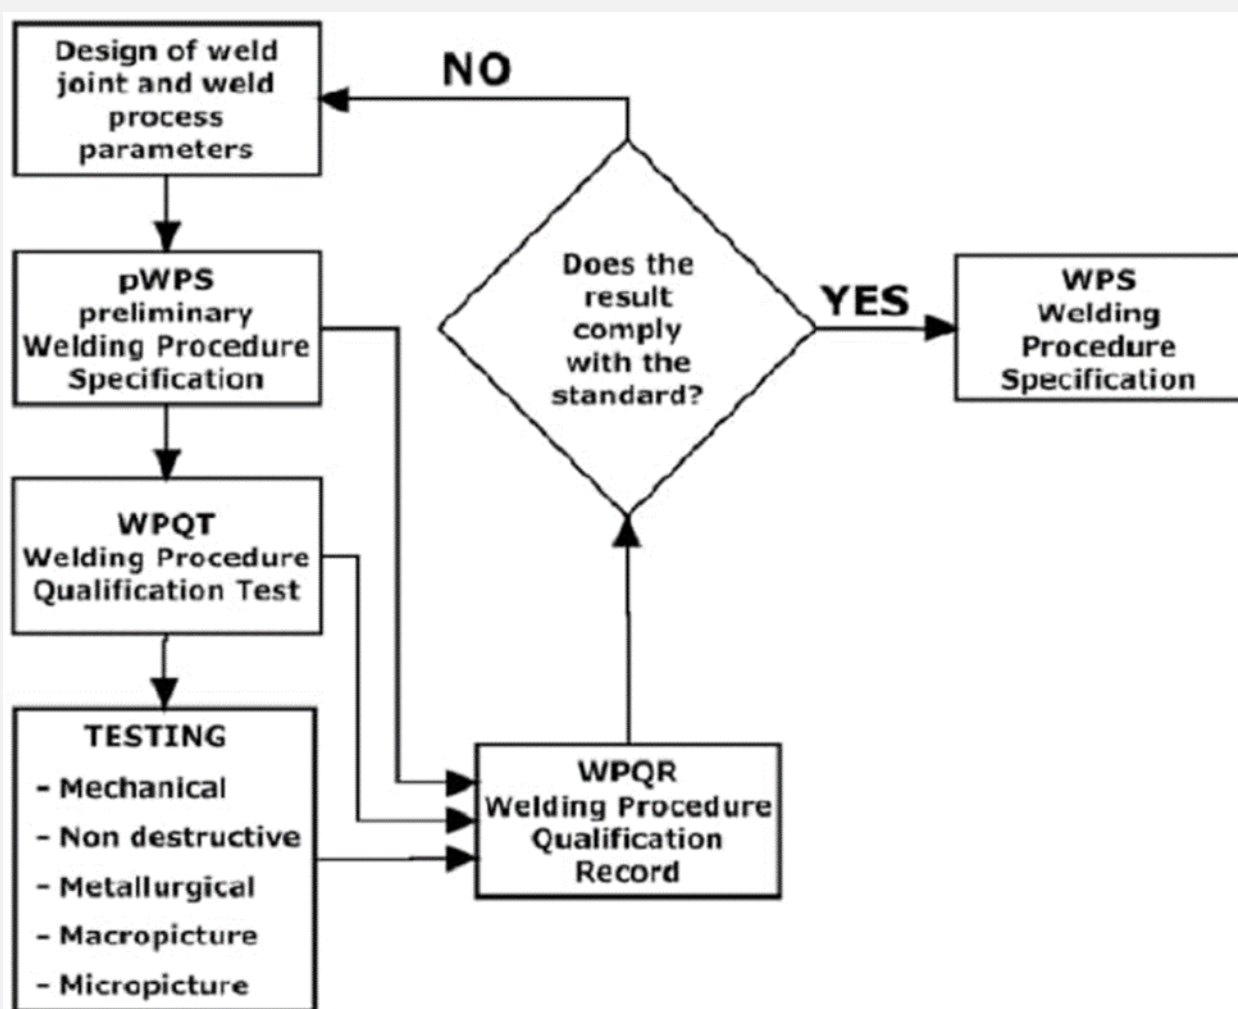 Design of weld
joint and weld
process
parameters
NO
pWPS
preliminary
Welding Procedure
Specification
Does the
result
comply
with the
standard?
YES
WPS
Welding
Procedure
Specification
WPQT
Welding Procedure
Qualification Test
TESTING
- Mechanical
- Non destructive
- Metallurgical
- Macropicture
- Micropicture
WPQR
Welding Procedure
Qualification
Record